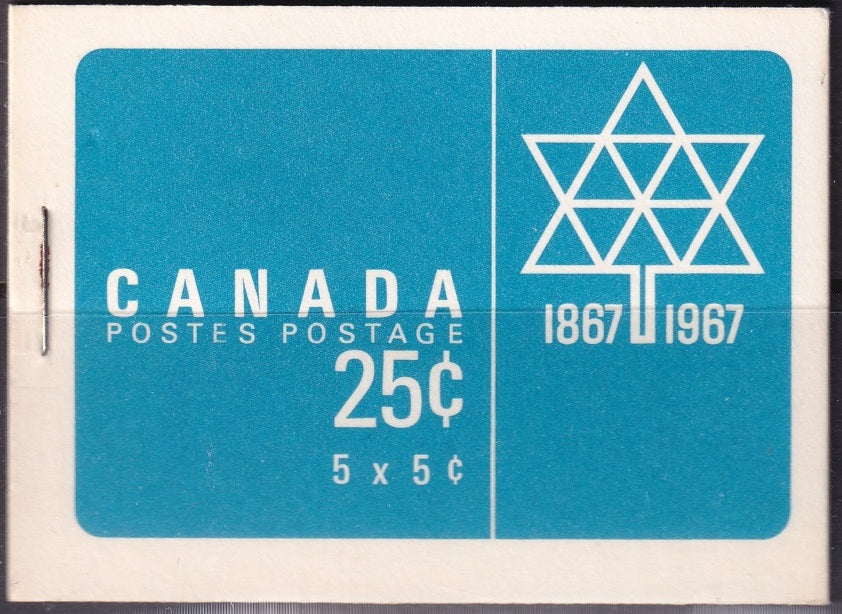 CANADA
POSTES POSTAGE
25¢
5 x 5 ¢
1867 1967